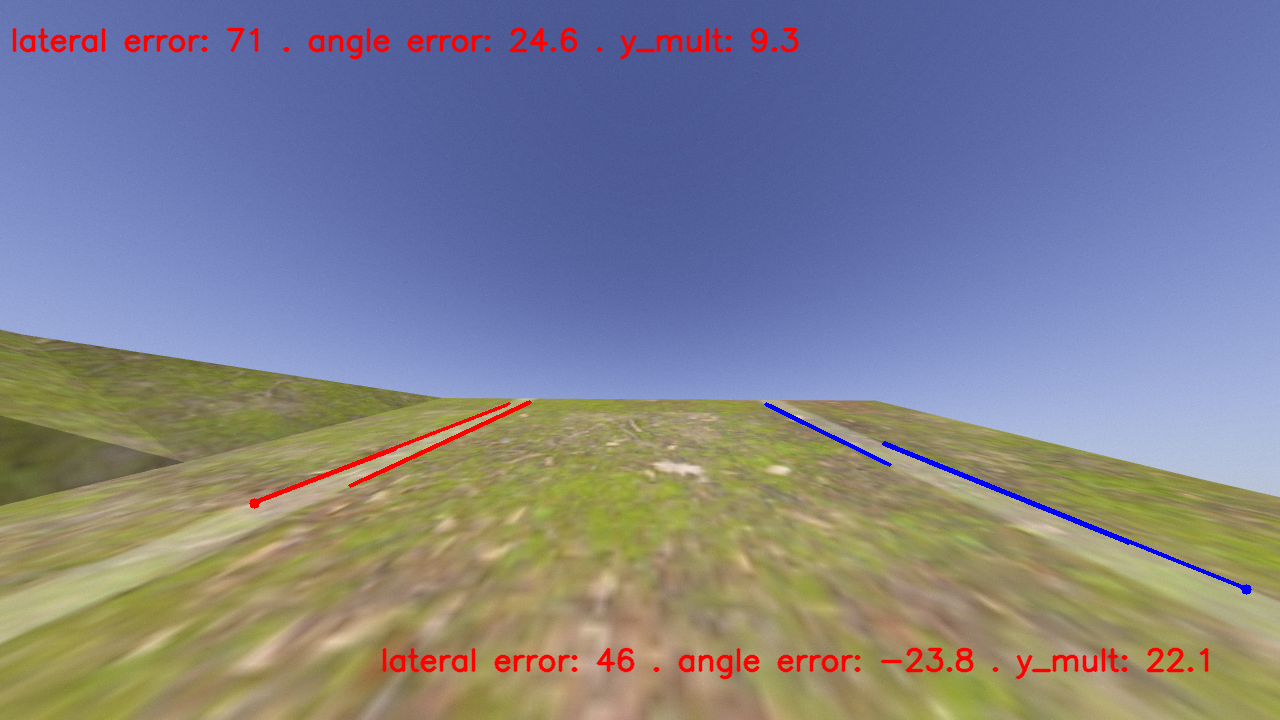 lateral error: 71 . angle error: 24.6 . y_mult: 9.3
lateral error: 46 . angle error: -23.8 . y_mult: 22.1